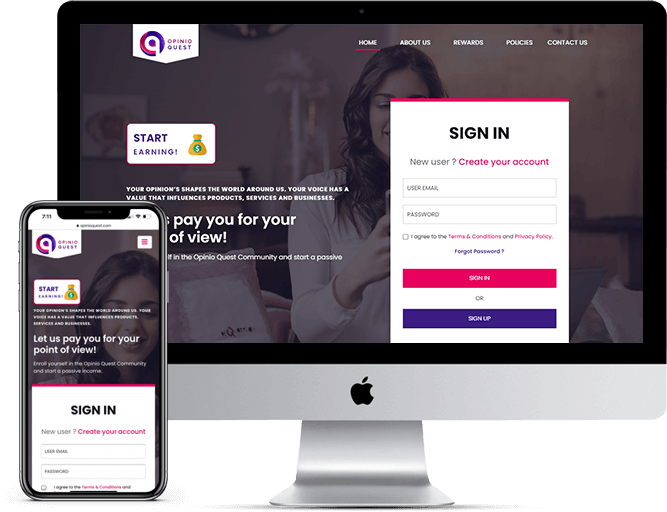 OPINIO
QUEST
HOME
ABOUT US
REWARDS
POLICIES
CONTACT US
START
EARNING!
YOUR OPINION'S SHAPES THE WORLD AROUND US. YOUR VOICE HAS A
VALUE THAT INFLUENCES PRODUCTS, SERVICES AND BUSINESSES.
s pay you for your
t of view!
elf in the Opinio Quest Community and start a passive
SIGN IN
New user ? Create your account
USER EMAIL
PASSWORD
I agree to the Terms & Conditions and Privacy Policy.
Forgot Password ?
SIGN IN
OR
SIGN UP
7:11
opinioquest.com
OPINIO
QUEST
START
EARNING!
YOUR OPINION'S SHAPES THE WORLD AROUND US. YOUR
VOICE HAS A VALUE THAT INFLUENCES PRODUCTS,
SERVICES AND BUSINESSES.
Let us pay you for your
point of view!
Enroll yourself in the Opinio Quest Community
and start a passive income.
SIGN IN
New user ? Create your account
USER EMAIL
PASSWORD
I agree to the Terms & Conditions and